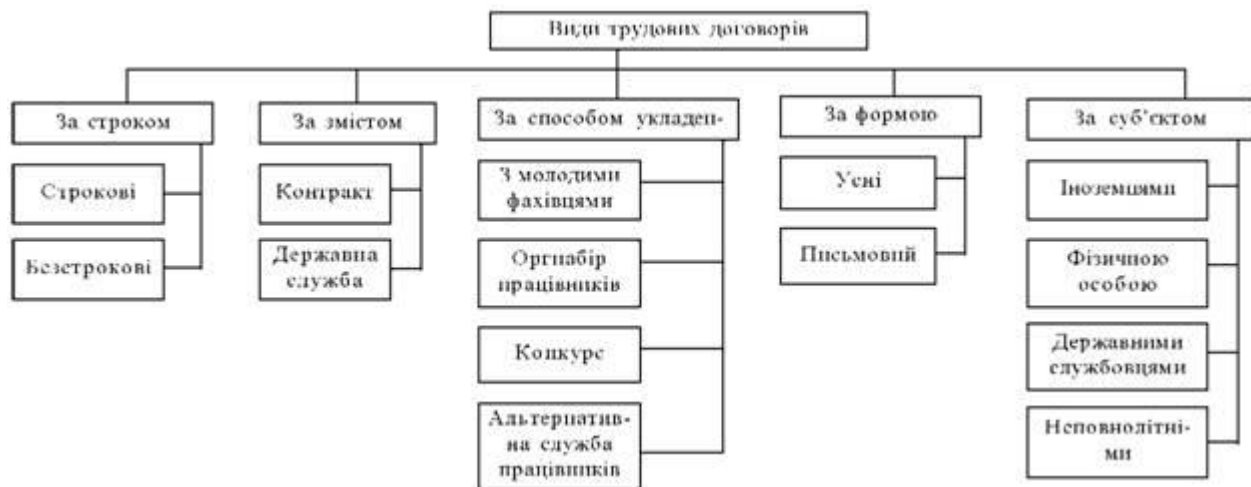 Види трудових договорів
За строком
Строкові
Безстрокові
За змістом
Контракт
Державна
служба
За способом укладен-
З молодими
фахівцями
Оргнабір
працівників
Конкурс
Альтернатив-
на служба
працівників
За формою
Усні
Письмовий
За суб’єктом
Іноземцями
Фізичною
особою
Державними
службовцями
Неповнолітні-
ми